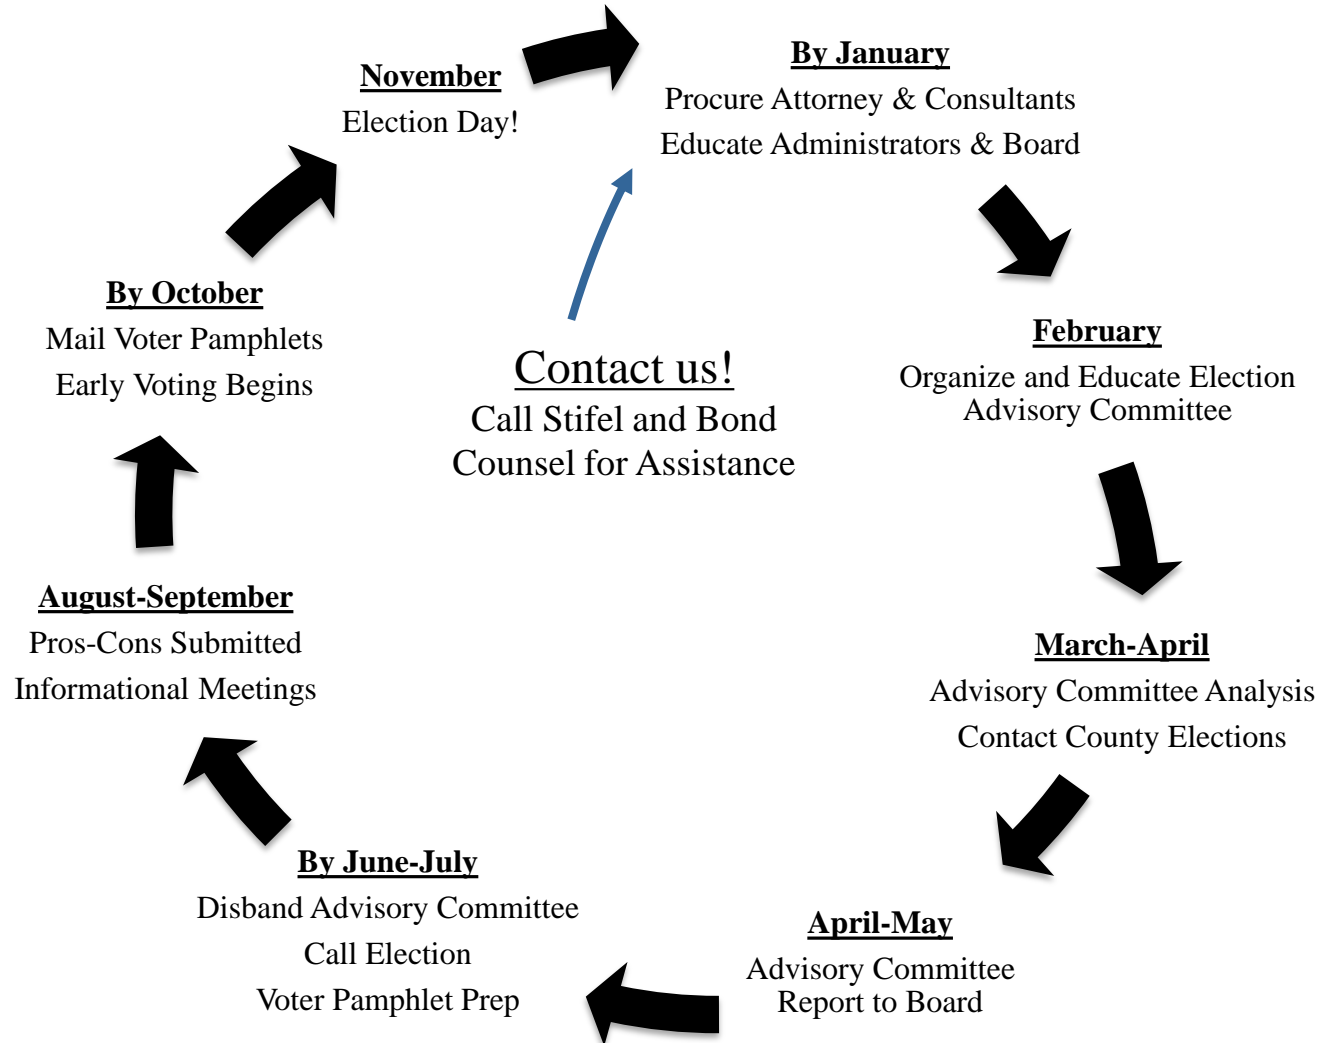 By January
Procure Attorney & Consultants
Educate Administrators & Board
February
Organize and Educate Election
Advisory Committee
March-April
Advisory Committee Analysis
Contact County Elections
April-May
Advisory Committee
Report to Board
By June-July
Disband Advisory Committee
Call Election
Voter Pamphlet Prep
August-September
Pros-Cons Submitted
Informational Meetings
By October
Mail Voter Pamphlets
Early Voting Begins
November
Election Day!
Contact us!
Call Stifel and Bond
Counsel for Assistance